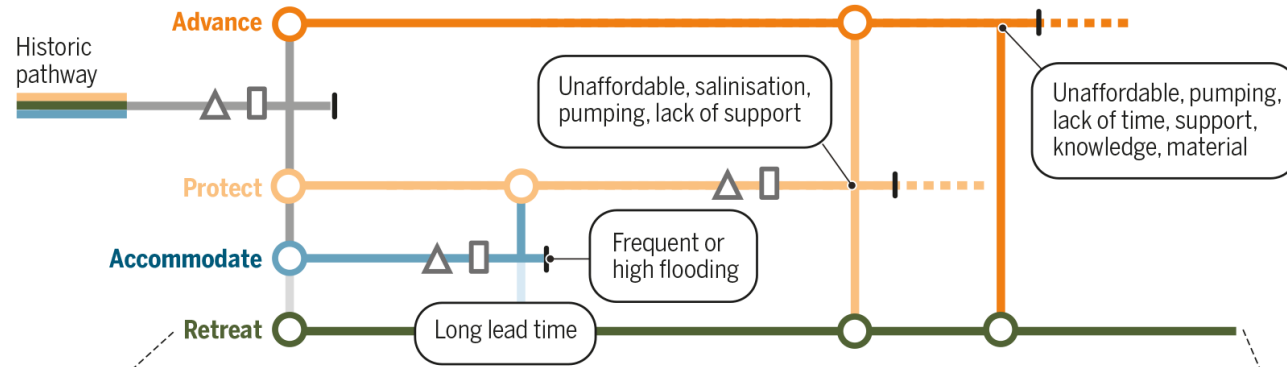 Advance
Historic
pathway
Unaffordable, salinisation,
pumping, lack of support
Unaffordable, pumping,
lack of time, support,
knowledge, material
Protect
Accommodate
Frequent or
high flooding
Retreat
Long lead time